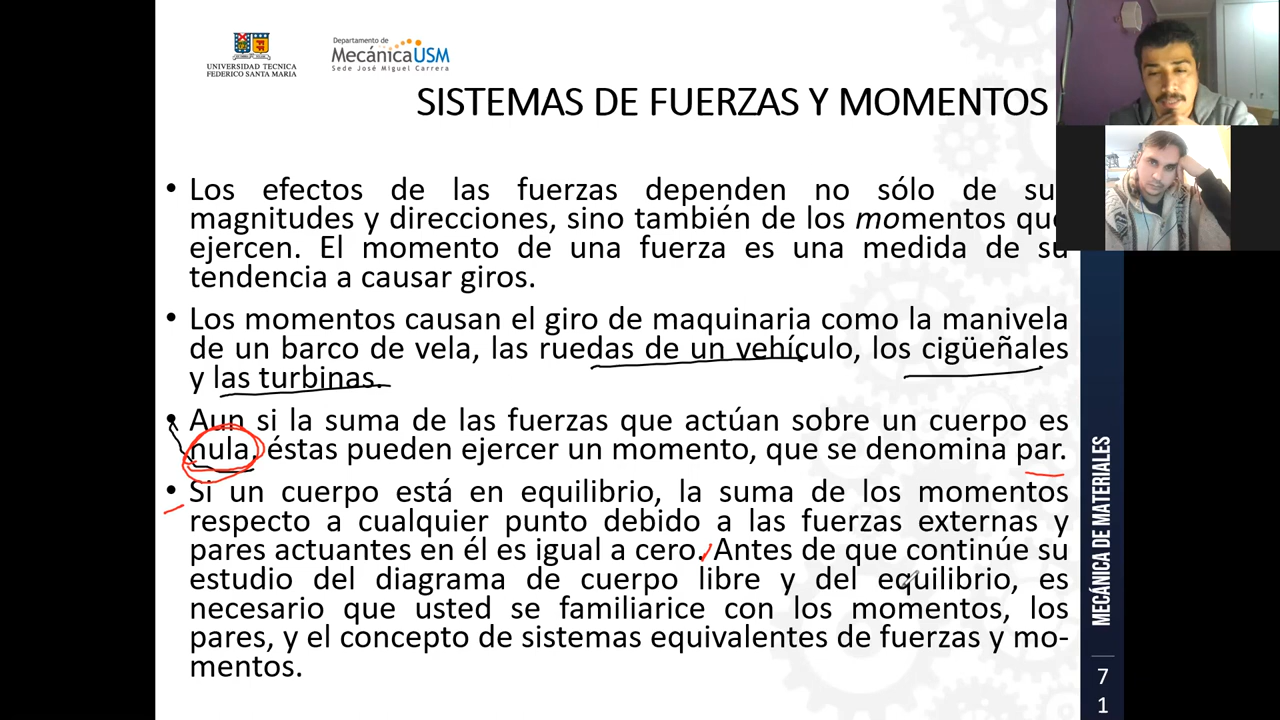 UNIVERSIDAD TECNICA
FEDERICO SANTA MARIA
Departamento de
MecánicaUSM
Sede José Miguel Carrera
SISTEMAS DE FUERZAS Y MOMENTOS
• Los efectos de las fuerzas dependen no sólo de su
magnitudes y direcciones, sino también de los momentos que
ejercen. El momento de una fuerza es una medida de su
tendencia a causar giros.
• Los momentos causan el giro de maquinaria como la manivela
de un barco de vela, las ruedas de un vehículo, los cigüeñales
y las turbinas.
• Aun si la suma de las fuerzas que actúan sobre un cuerpo es
nula, éstas pueden ejercer un momento, que se denomina par.
• Si un cuerpo está en equilibrio, la suma de los momentos
respecto a cualquier punto debido a las fuerzas externas y
pares actuantes en él es igual a cero. Antes de que continúe su
estudio del diagrama de cuerpo libre y del equilibrio, es
necesario que usted se familiarice con los momentos, los
pares, y el concepto de sistemas equivalentes de fuerzas y mo-
mentos.
MECÁNICA DE MATERIALES
7
1